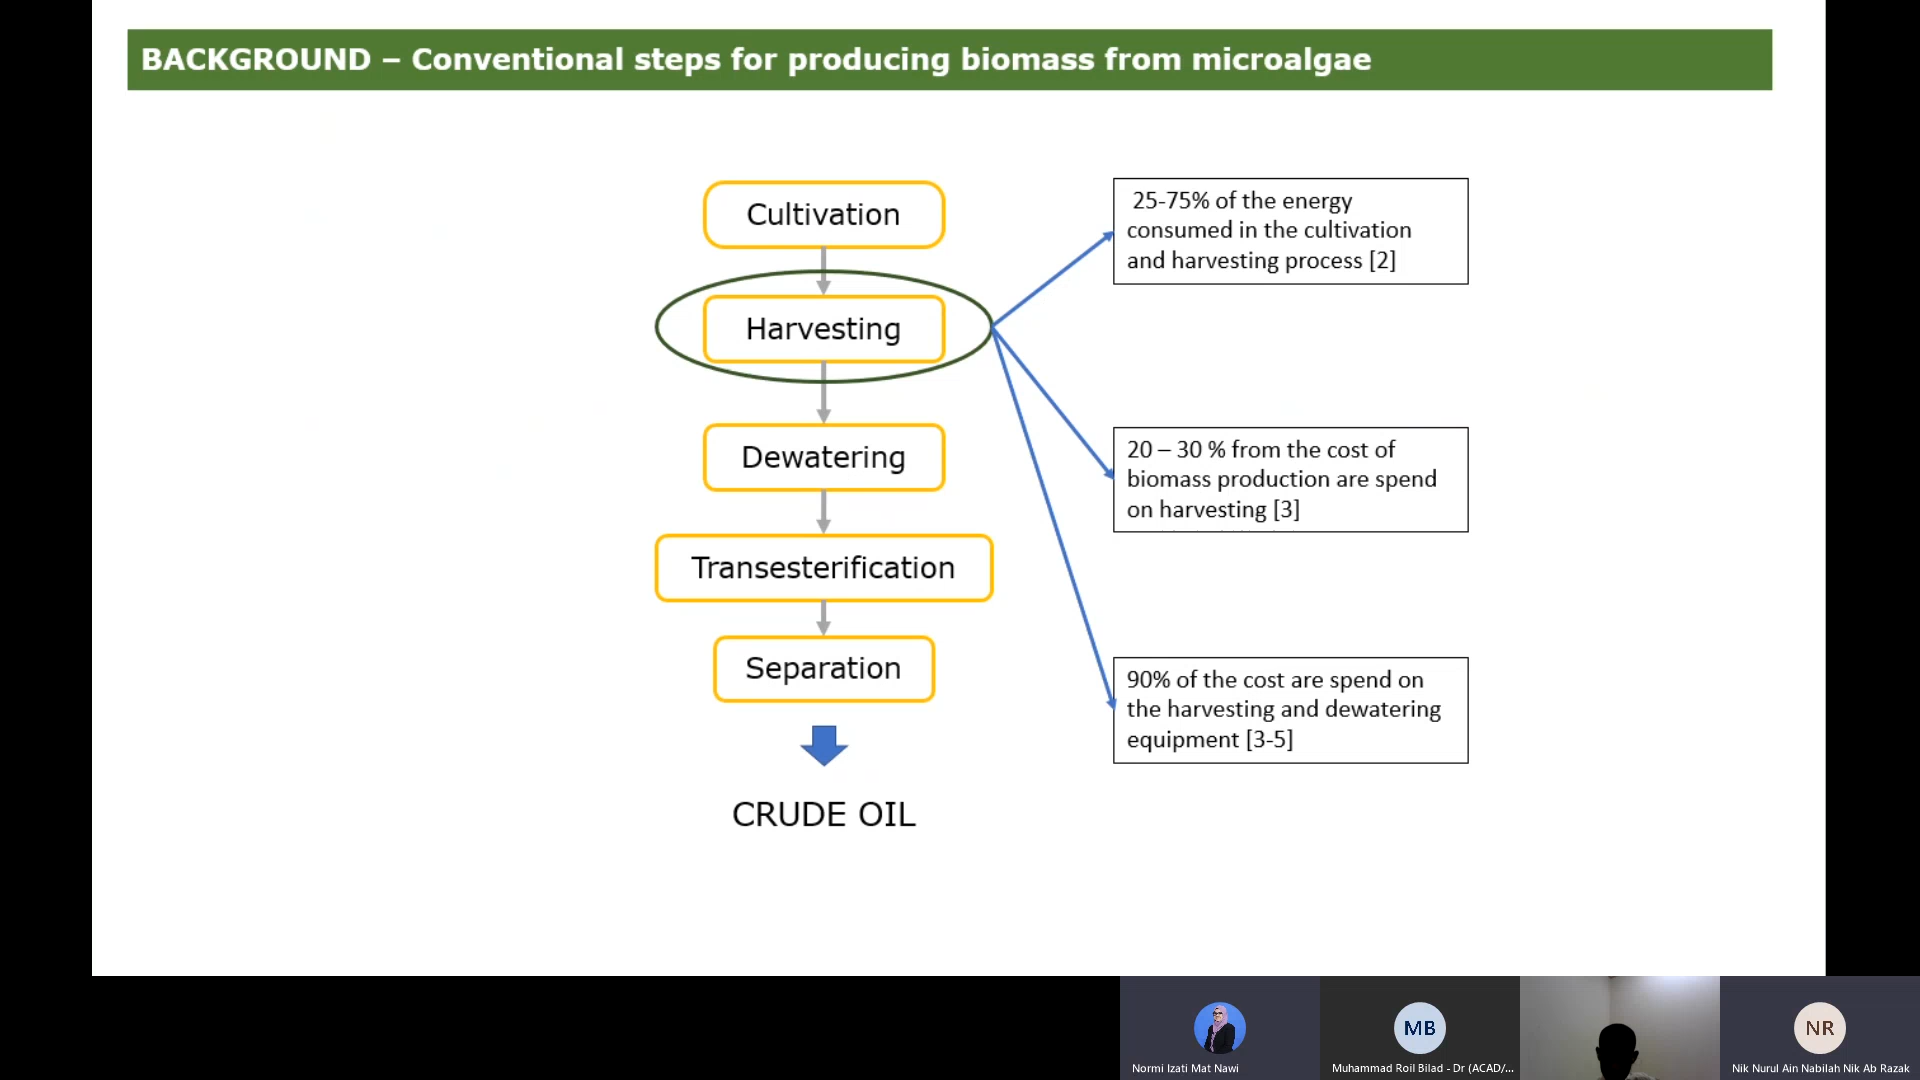 BACKGROUND – Conventional steps for producing biomass from microalgae
Cultivation
Harvesting
Dewatering
Transesterification
Separation
CRUDE OIL
25-75% of the energy
consumed in the cultivation
and harvesting process [2]
20 – 30 % from the cost of
biomass production are spend
on harvesting [3]
90% of the cost are spend on
the harvesting and dewatering
equipment [3-5]
Normi Izati Mat Nawi
MB
Muhammad Roil Bilad - Dr (ACAD/...
NR
Nik Nurul Ain Nabilah Nik Ab Razak